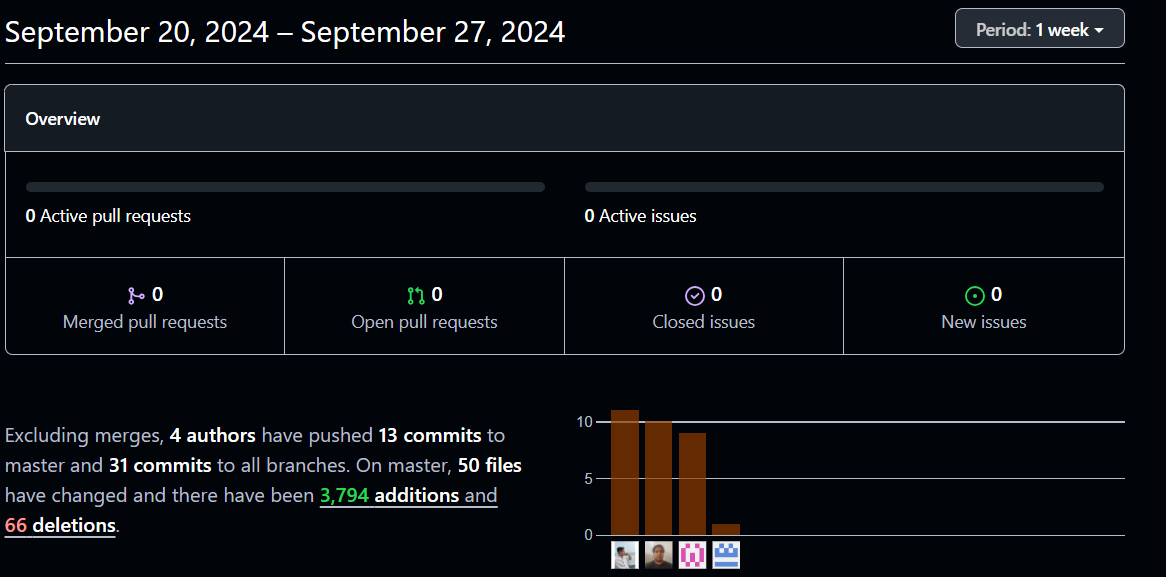 September 20, 2024 – September 27, 2024
Period: 1 week
Overview
0 Active pull requests
0 Active issues
0
Merged pull requests
0
Open pull requests
0
Closed issues
0
New issues
Excluding merges, 4 authors have pushed 13 commits to
master and 31 commits to all branches. On master, 50 files
have changed and there have been 3,794 additions and
66 deletions.
10
5
0